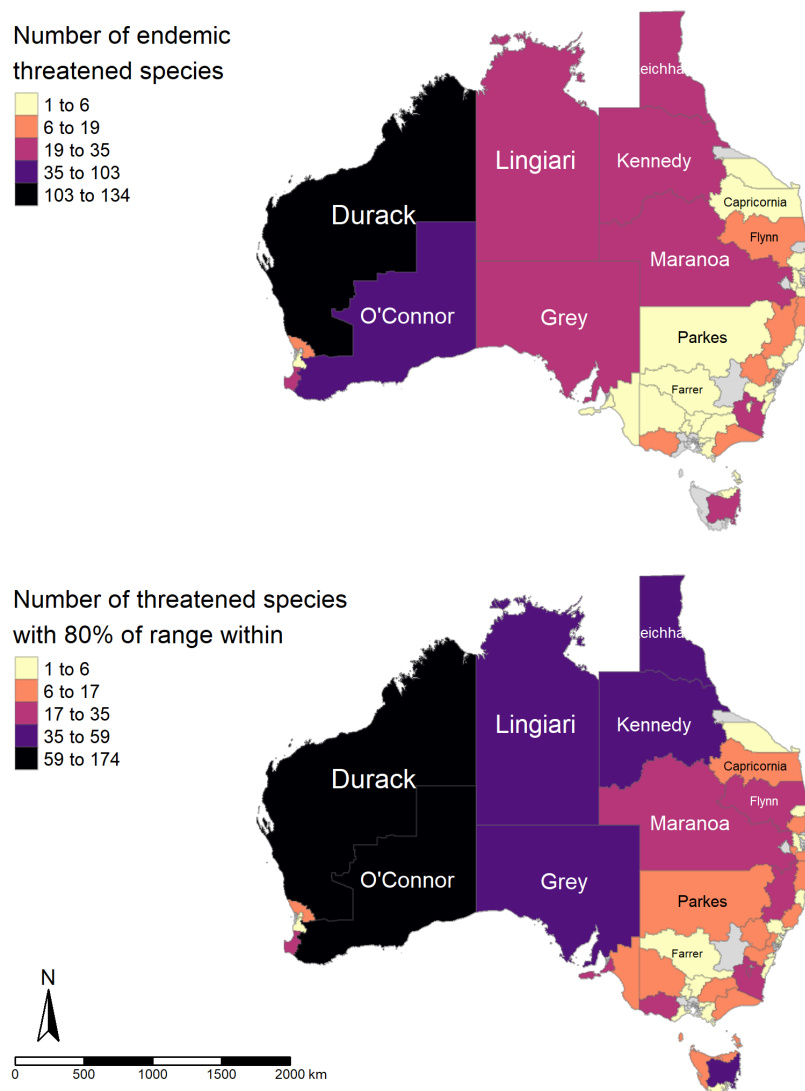 Number of endemic
threatened species
1 to 6
6 to 19
19 to 35
35 to 103
103 to 134
eichha
Lingiari
Kennedy
Durack
Capricornia
Flynn
Maranoa
O'Connor
Grey
Parkes
Farrer
Number of threatened species
with 80% of range within
1 to 6
6 to 17
17 to 35
35 to 59
59 to 174
eichha
Lingiari
Kennedy
Durack
Capricornia
Flynn
Maranoa
O'Connor
Grey
Parkes
Farrer
N
0 500 1000 1500 2000 km